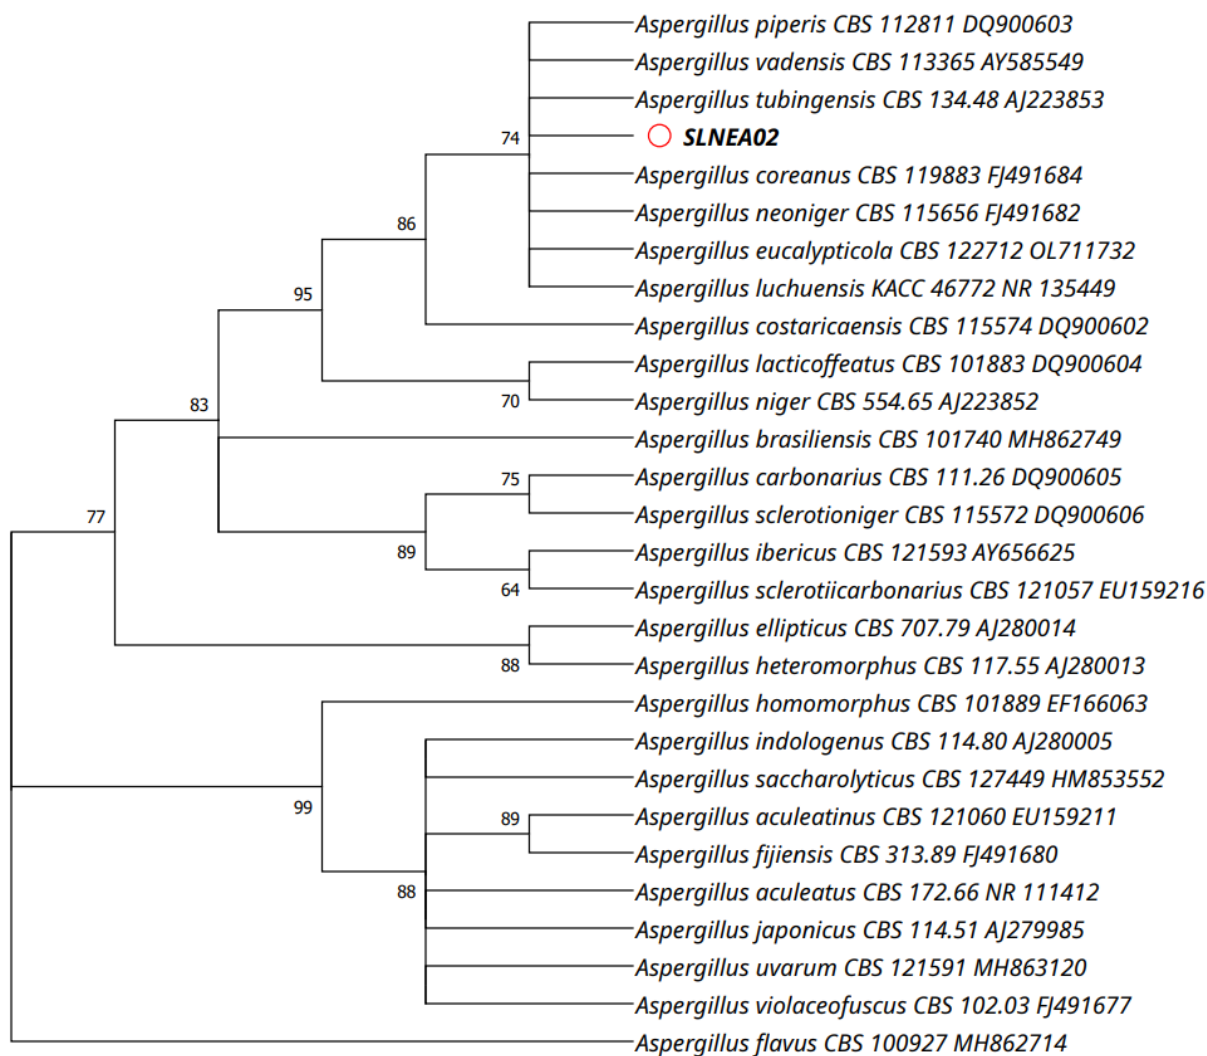 Aspergillus piperis CBS 112811 DQ900603
Aspergillus vadensis CBS 113365 AY585549
Aspergillus tubingensis CBS 134.48 AJ223853
74
SLNEA02
Aspergillus coreanus CBS 119883 FJ491684
Aspergillus neoniger CBS 115656 FJ491682
86
Aspergillus eucalypticola CBS 122712 OL711732
Aspergillus luchuensis KACC 46772 NR 135449
95
Aspergillus costaricaensis CBS 115574 DQ900602
Aspergillus lacticoffeatus CBS 101883 DQ900604
Aspergillus niger CBS 554.65 AJ223852
70
83
Aspergillus brasiliensis CBS 101740 MH862749
Aspergillus carbonarius CBS 111.26 DQ900605
75
Aspergillus sclerotioniger CBS 115572 DQ900606
77
Aspergillus ibericus CBS 121593 AY656625
89
Aspergillus sclerotiicarbonarius CBS 121057 EU159216
64
Aspergillus ellipticus CBS 707.79 AJ280014
Aspergillus heteromorphus CBS 117.55 AJ280013
88
Aspergillus homomorphus CBS 101889 EF166063
Aspergillus indologenus CBS 114.80 AJ280005
Aspergillus saccharolyticus CBS 127449 HM853552
99
Aspergillus aculeatinus CBS 121060 EU159211
89
Aspergillus fijiensis CBS 313.89 FJ491680
Aspergillus aculeatus CBS 172.66 NR 111412
88
Aspergillus japonicus CBS 114.51 AJ279985
Aspergillus uvarum CBS 121591 MH863120
Aspergillus violaceofuscus CBS 102.03 FJ491677
Aspergillus flavus CBS 100927 MH862714